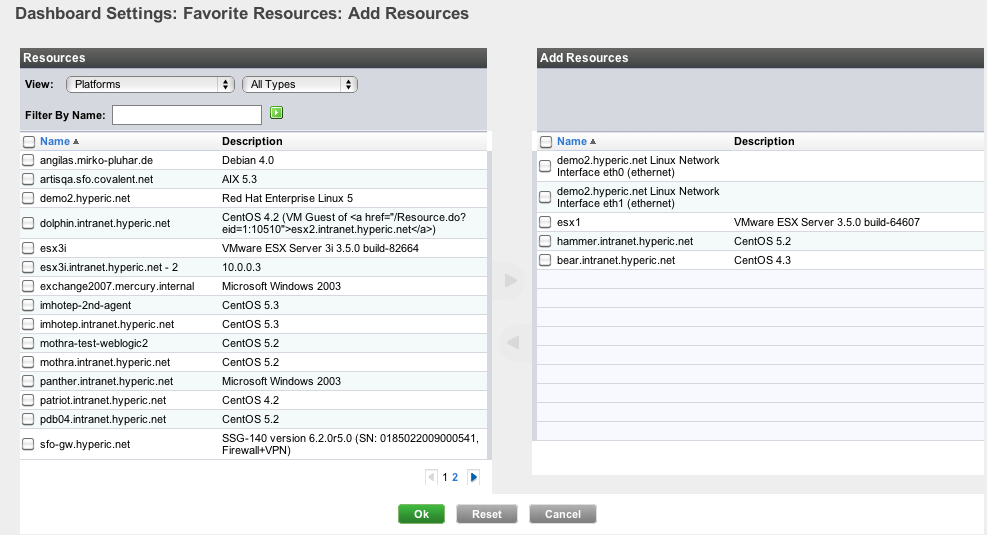 Dashboard Settings: Favorite Resources: Add Resources
Resources
View: Platforms All Types
Filter By Name:
Name Description
angilas.mirko-pluhar.de Debian 4.0
artisqa.sfo.covalent.net AIX 5.3
demo2.hyperic.net Red Hat Enterprise Linux 5
dolphin.intranet.hyperic.net CentOS 4.2 (VM Guest of <a href="/Resource.do?
eid=1:10510">esx2.intranet.hyperic.net</a>)
esx3i VMware ESX Server 3i 3.5.0 build-82664
esx3i.intranet.hyperic.net - 2 10.0.0.3
exchange2007.mercury.internal Microsoft Windows 2003
imhotep-2nd-agent CentOS 5.3
imhotep.intranet.hyperic.net CentOS 5.3
mothra-test-weblogic2 CentOS 5.2
mothra.intranet.hyperic.net CentOS 5.2
panther.intranet.hyperic.net Microsoft Windows 2003
patriot.intranet.hyperic.net CentOS 4.2
pdb04.intranet.hyperic.net CentOS 5.2
sfo-gw.hyperic.net SSG-140 version 6.2.0r5.0 (SN: 0185022009000541,
Firewall+VPN)
1 2
Add Resources
Name Description
demo2.hyperic.net Linux Network
Interface eth0 (ethernet)
demo2.hyperic.net Linux Network
Interface eth1 (ethernet)
esx1 VMware ESX Server 3.5.0 build-64607
hammer.intranet.hyperic.net CentOS 5.2
bear.intranet.hyperic.net CentOS 4.3
Ok Reset Cancel